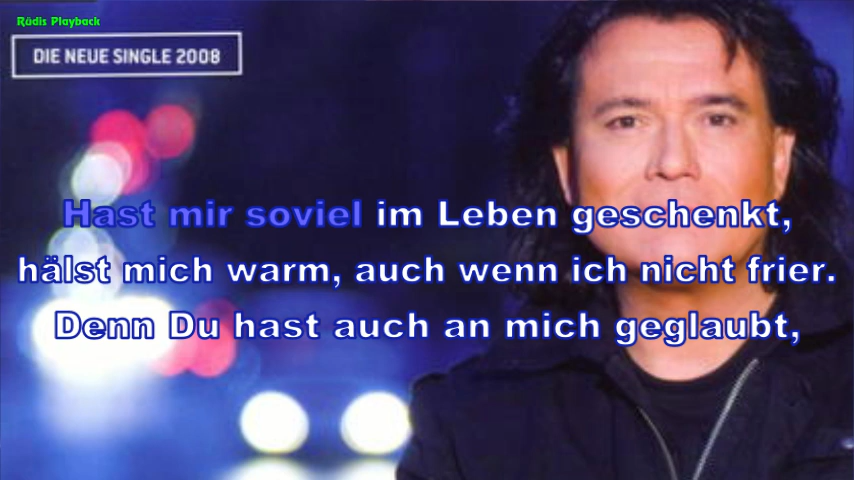 Rüdis Playback
DIE NEUE SINGLE 2008
Hast mir soviel im Leben geschenkt,
hälst mich warm, auch wenn ich nicht frier.
Denn Du hast auch an mich geglaubt,